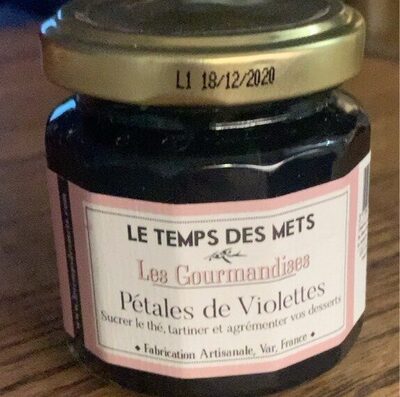 L1 18/12/2020
LE TEMPS DES METS
Les Gourmandises
Pétales de Violettes
Sucrer le thé, tartiner et agrémenter vos desserts
♦ Fabrication Artisanale, Var, France ♦